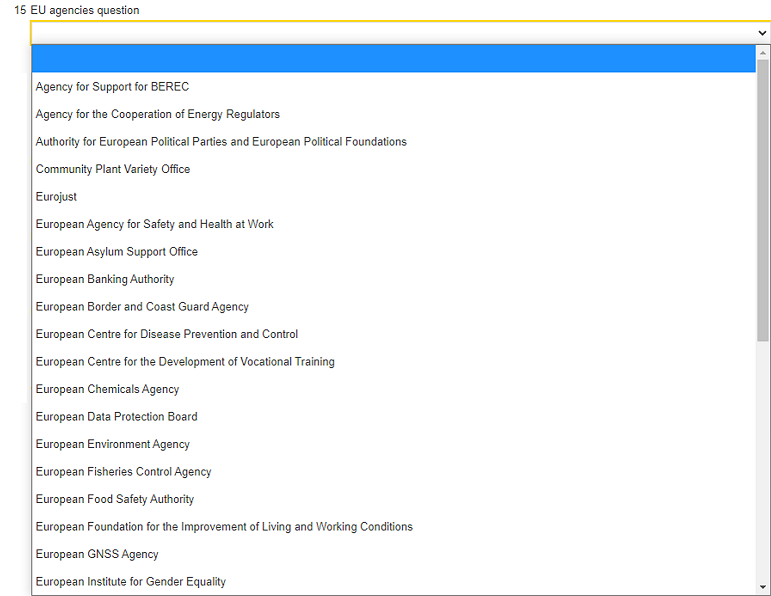 15 EU agencies question
Agency for Support for BEREC
Agency for the Cooperation of Energy Regulators
Authority for European Political Parties and European Political Foundations
Community Plant Variety Office
Eurojust
European Agency for Safety and Health at Work
European Asylum Support Office
European Banking Authority
European Border and Coast Guard Agency
European Centre for Disease Prevention and Control
European Centre for the Development of Vocational Training
European Chemicals Agency
European Data Protection Board
European Environment Agency
European Fisheries Control Agency
European Food Safety Authority
European Foundation for the Improvement of Living and Working Conditions
European GNSS Agency
European Institute for Gender Equality